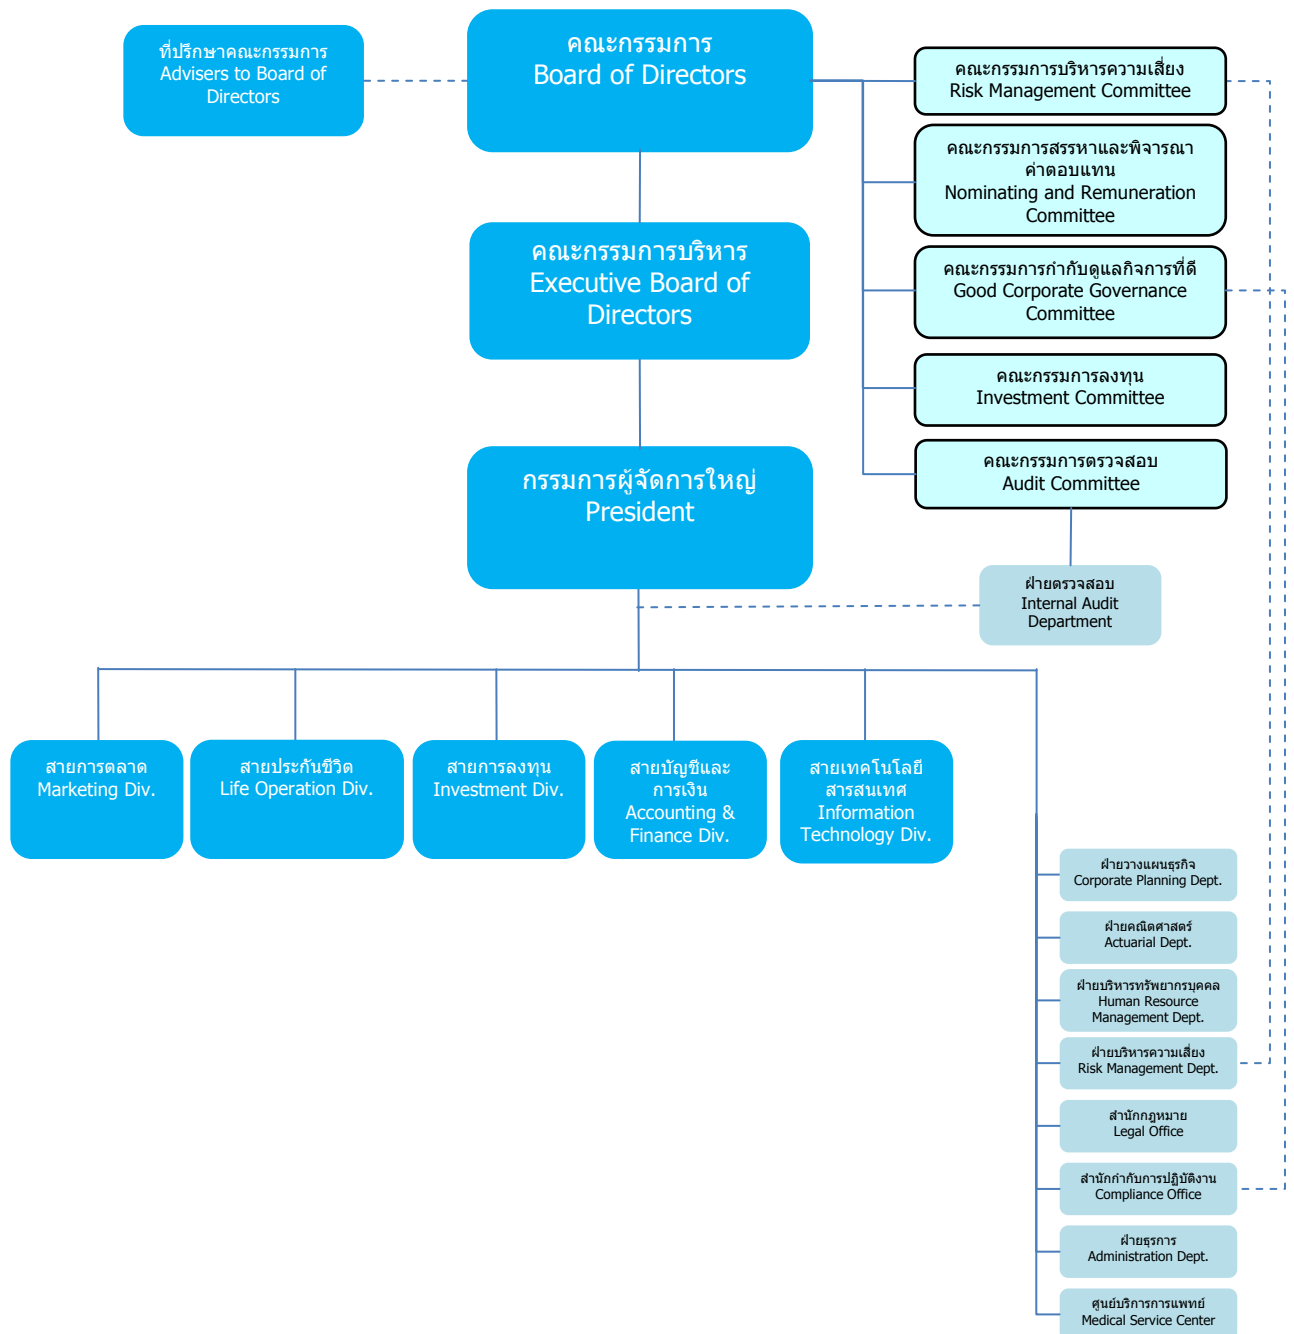 ที่ปรึกษาคณะกรรมการ
Advisers to Board of
Directors
คณะกรรมการ
Board of Directors
คณะกรรมการบริหารความเสี่ยง
Risk Management Committee
คณะกรรมการสรรหาและพิจารณา
ค่าตอบแทน
Nominating and Remuneration
Committee
คณะกรรมการบริหาร
Executive Board of
Directors
คณะกรรมการกำกับดูแลกิจการที่ดี
Good Corporate Governance
Committee
คณะกรรมการลงทุน
Investment Committee
คณะกรรมการตรวจสอบ
Audit Committee
กรรมการผู้จัดการใหญ่
President
ฝ่ายตรวจสอบ
Internal Audit
Department
สายการตลาด
Marketing Div.
สายประกันชีวิต
Life Operation Div.
สายการลงทุน
Investment Div.
สายบัญชีและ
การเงิน
Accounting &
Finance Div.
สายเทคโนโลยี
สารสนเทศ
Information
Technology Div.
ฝ่ายวางแผนธุรกิจ
Corporate Planning Dept.
ฝ่ายคณิตศาสตร์
Actuarial Dept.
ฝ่ายบริหารทรัพยากรบุคคล
Human Resource
Management Dept.
ฝ่ายบริหารความเสี่ยง
Risk Management Dept.
สำนักกฎหมาย
Legal Office
สำนักกำกับการปฏิบัติงาน
Compliance Office
ฝ่ายธุรการ
Administration Dept.
ศูนย์บริการการแพทย์
Medical Service Center